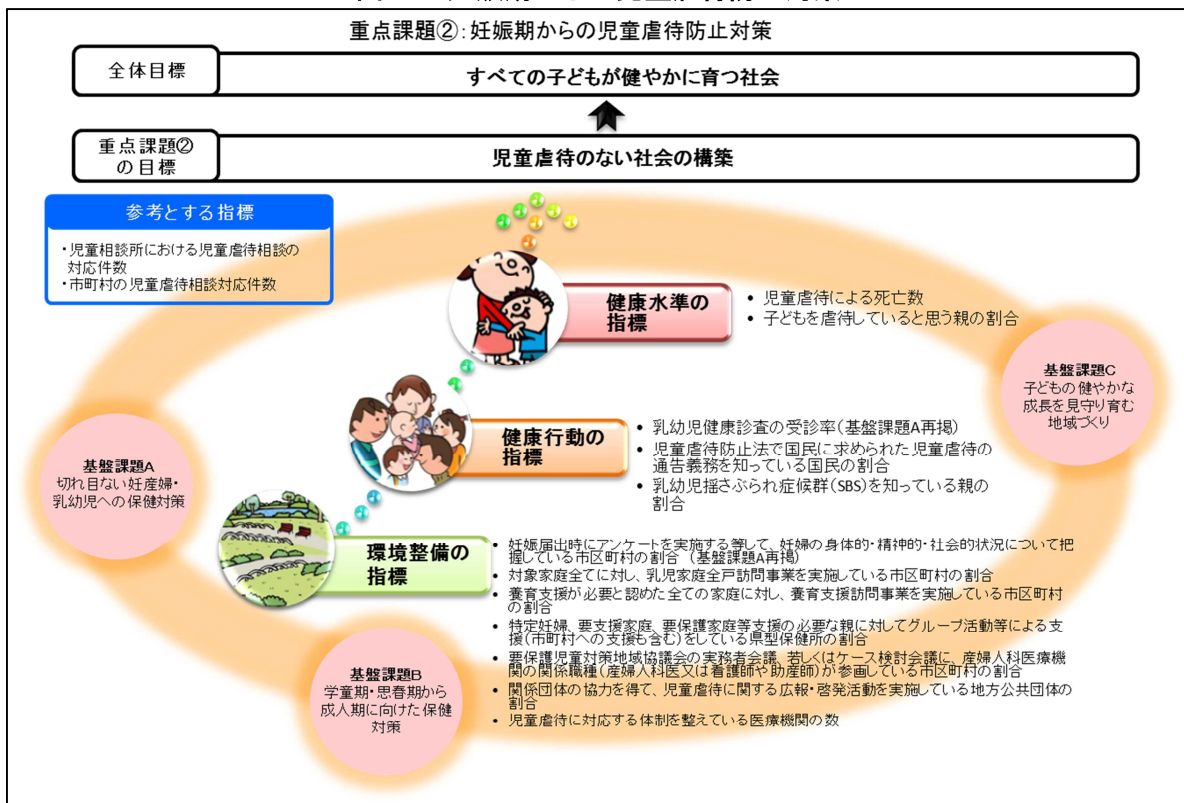 重点課題②:妊娠期からの児童虐待防止対策
全体目標
すべての子どもが健やかに育つ社会
重点課題②
の目標
児童虐待のない社会の構築
参考とする指標
・児童相談所における児童虐待相談の
対応件数
・市町村の児童虐待相談対応件数
健康水準の
指標
• 児童虐待による死亡数
• 子どもを虐待していると思う親の割合
基盤課題C
子どもの健やかな
成長を見守り育む
地域づくり
健康行動の
指標
• 乳幼児健康診査の受診率(基盤課題A再掲)
• 児童虐待防止法で国民に求められた児童虐待の
通告義務を知っている国民の割合
• 乳幼児揺さぶられ症候群(SBS)を知っている親の
割合
基盤課題A
切れ目ない妊産婦・
乳幼児への保健対策
環境整備の
指標
• 妊娠届出時にアンケートを実施する等して、妊婦の身体的・精神的・社会的状況について把
握している市区町村の割合 (基盤課題A再掲)
• 対象家庭全てに対し、乳児家庭全戸訪問事業を実施している市区町村の割合
• 養育支援が必要と認めた全ての家庭に対し、養育支援訪問事業を実施している市区町村
の割合
• 特定妊婦、要支援家庭、要保護家庭等支援の必要な親に対してグループ活動等による支
援(市町村への支援も含む)をしている県型保健所の割合
• 要保護児童対策地域協議会の実務者会議、若しくはケース検討会議に、産婦人科医療機
関の関係職種(産婦人科医又は看護師や助産師)が参画している市区町村の割合
• 関係団体の協力を得て、児童虐待に関する広報・啓発活動を実施している地方公共団体の
割合
• 児童虐待に対応する体制を整えている医療機関の数
基盤課題B
学童期・思春期から
成人期に向けた保健
対策